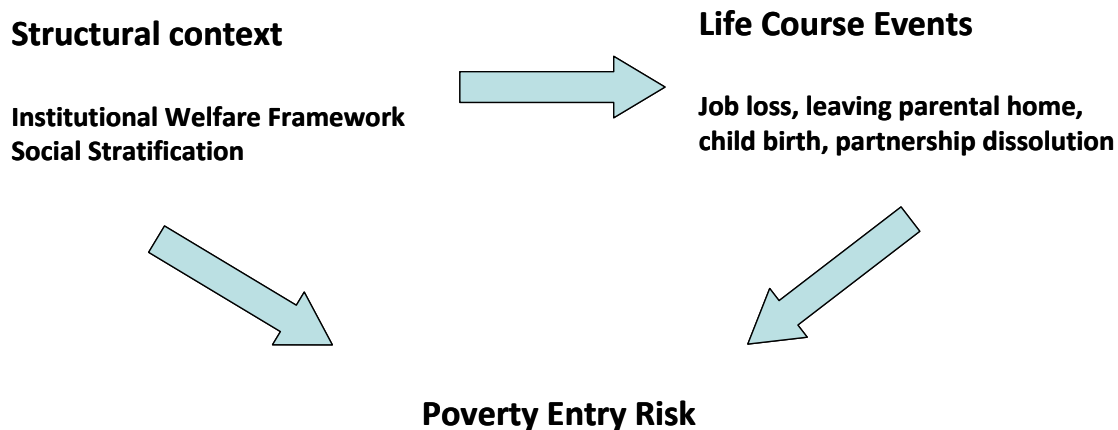 Structural context
Institutional Welfare Framework
Social Stratification
Life Course Events
Job loss, leaving parental home,
child birth, partnership dissolution
Poverty Entry Risk